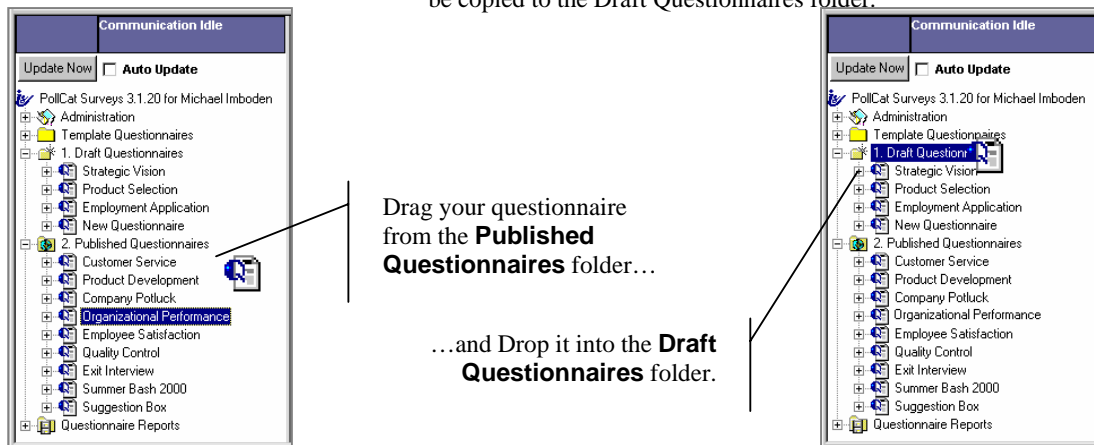 be copied to the Draft Questionnaires folder.
Communication Idle
Update Now Auto Update
PollCat Surveys 3.1.20 for Michael Imboden
Administration
Template Questionnaires
1. Draft Questionnaires
Strategic Vision
Product Selection
Employment Application
New Questionnaire
2. Published Questionnaires
Customer Service
Product Development
Company Potluck
Organizational Performance
Employee Satisfaction
Quality Control
Exit Interview
Summer Bash 2000
Suggestion Box
Questionnaire Reports
Drag your questionnaire
from the Published
Questionnaires folder…
…and Drop it into the Draft
Questionnaires folder.
Communication Idle
Update Now Auto Update
PollCat Surveys 3.1.20 for Michael Imboden
Administration
Template Questionnaires
1. Draft Questionr
Strategic Vision
Product Selection
Employment Application
New Questionnaire
2. Published Questionnaires
Customer Service
Product Development
Company Potluck
Organizational Performance
Employee Satisfaction
Quality Control
Exit Interview
Summer Bash 2000
Suggestion Box
Questionnaire Reports